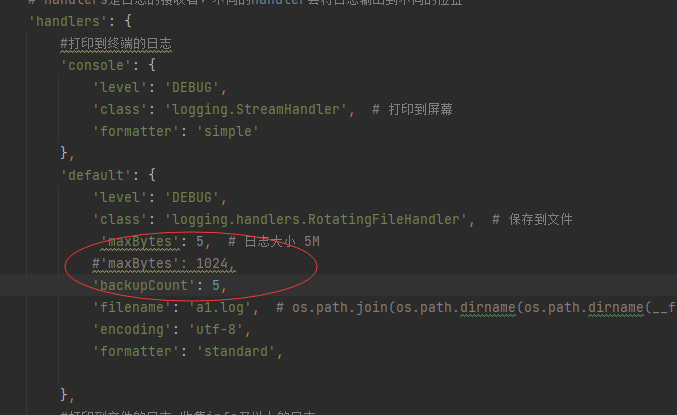 # handlers是日志的接收者，不同的handler会将日志输出到不同的位置
'handlers': {
#打印到终端的日志
'console': {
'level': 'DEBUG',
'class': 'logging.StreamHandler',  # 打印到屏幕
'formatter': 'simple'
},
'default': {
'level': 'DEBUG',
'class': 'logging.handlers.RotatingFileHandler',  # 保存到文件
'maxBytes': 5,  # 日志大小 5M
#'maxBytes': 1024,
'backupCount': 5,
'filename': 'a1.log',  # os.path.join(os.path.dirname(os.path.dirname(__f
'encoding': 'utf-8',
'formatter': 'standard',
},
#打印到文件的日志,收集info及以上的日志